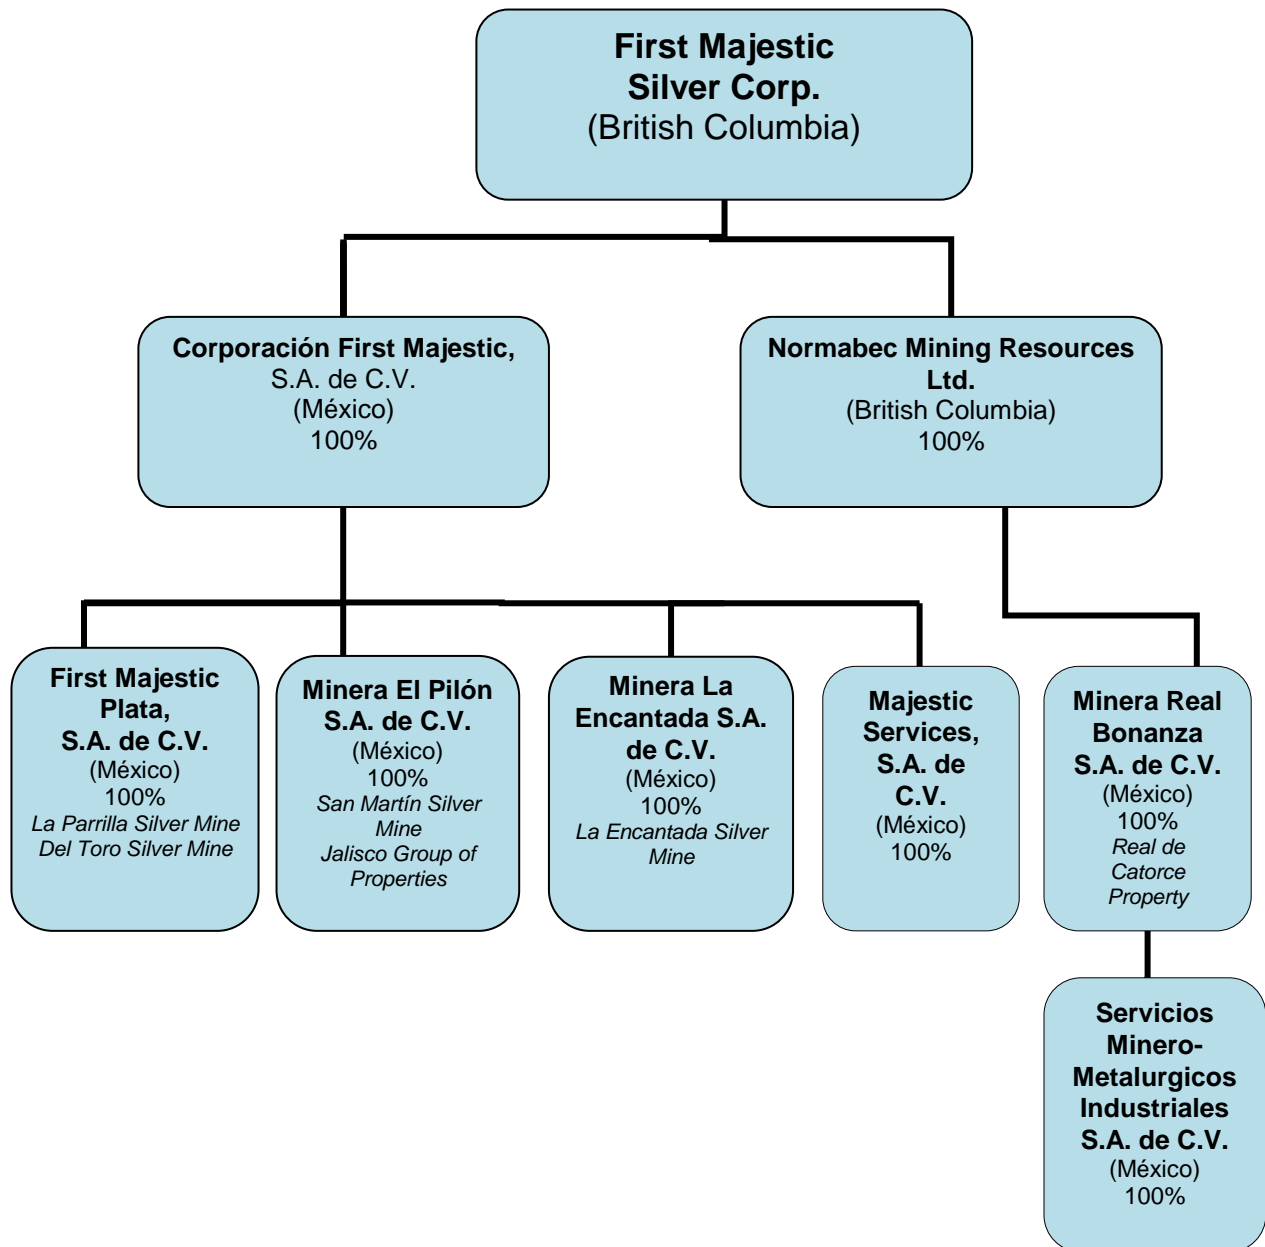 First Majestic
Silver Corp.
(British Columbia)
Corporación First Majestic,
S.A. de C.V.
(México)
100%
Normabec Mining Resources
Ltd.
(British Columbia)
100%
First Majestic
Plata,
S.A. de C.V.
(México)
100%
La Parrilla Silver Mine
Del Toro Silver Mine
Minera El Pilón
S.A. de C.V.
(México)
100%
San Martín Silver
Mine
Jalisco Group of
Properties
Minera La
Encantada S.A.
de C.V.
(México)
100%
La Encantada Silver
Mine
Majestic
Services,
S.A. de
C.V.
(México)
100%
Minera Real
Bonanza
S.A. de C.V.
(México)
100%
Real de
Catorce
Property
Servicios
Minero-
Metalurgicos
Industriales
S.A. de C.V.
(México)
100%